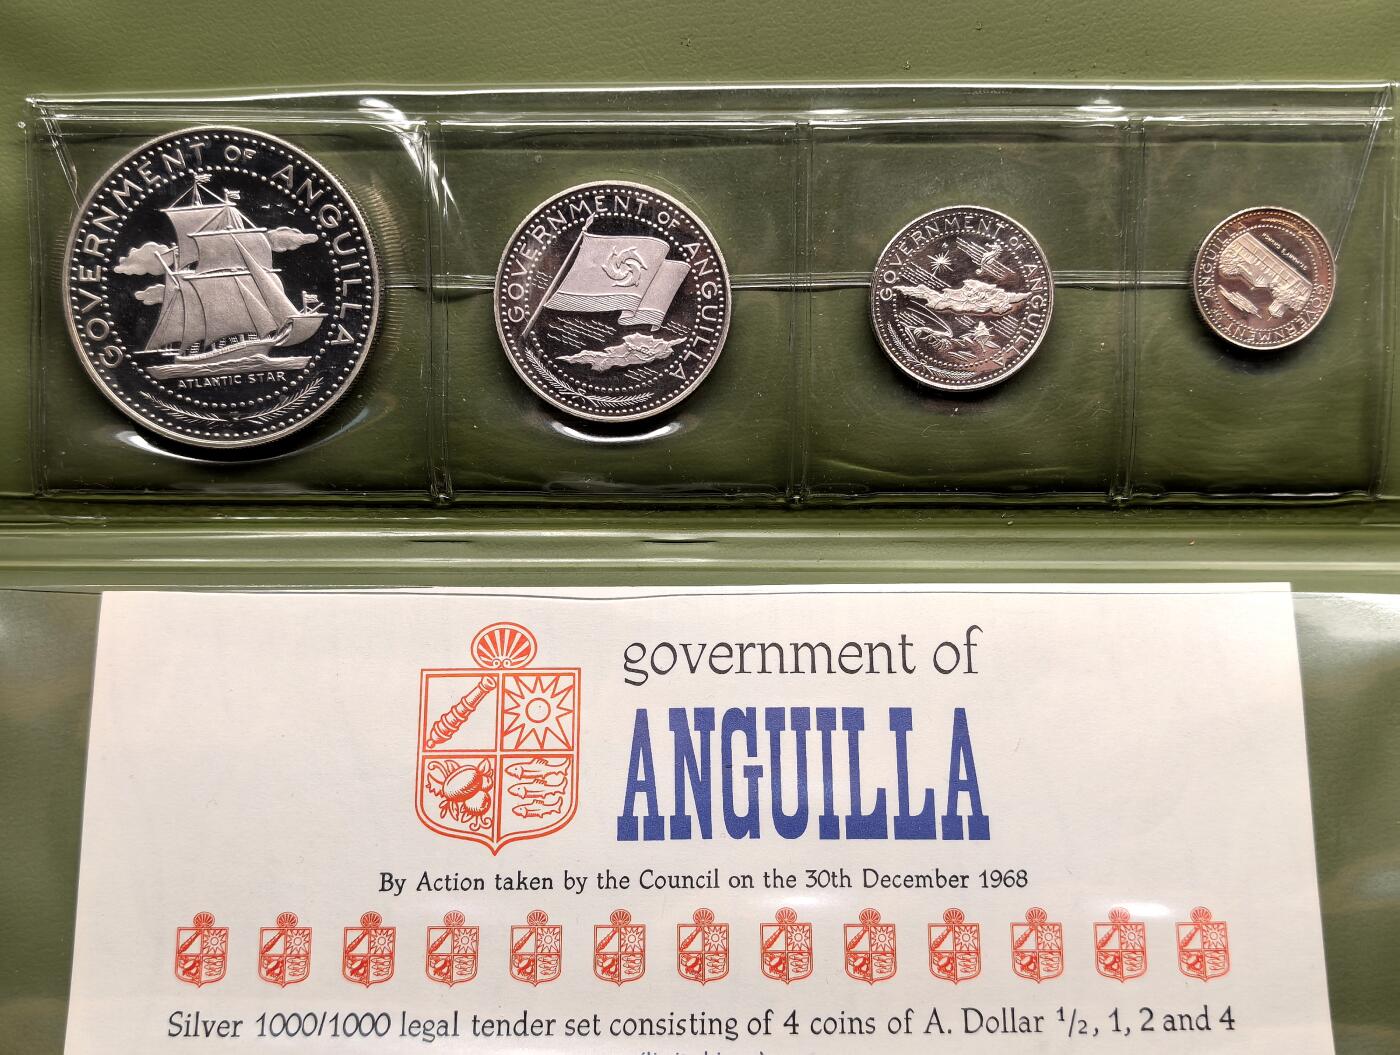 GOVERNMENT OF ANGUILLA
ATLANTIC STAR
GOVERNMENT OF ANGUILLA
GOVERNMENT OF ANGUILLA
GOVERNMENT OF ANGUILLA
government of
ANGUILLA
By Action taken by the Council on the 30th December 1968
Silver 1000/1000 legal tender set consisting of 4 coins of A. Dollar 1/2, 1, 2 and 4